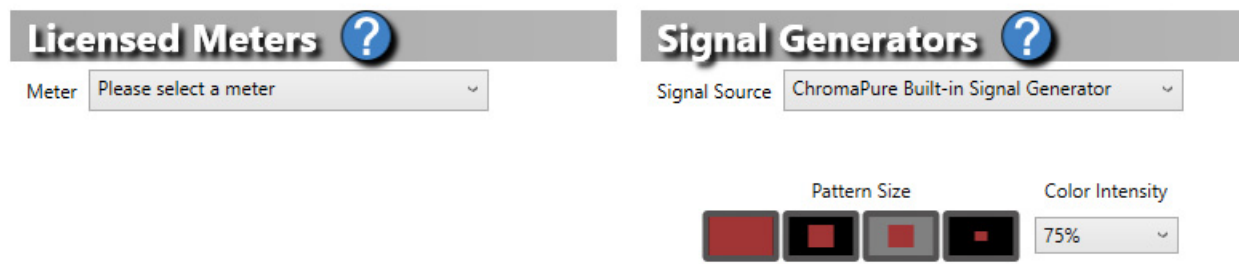 Licensed Meters ?
Signal Generators ?
Meter Please select a meter
Signal Source ChromaPure Built-in Signal Generator
Pattern Size
Color Intensity
75%